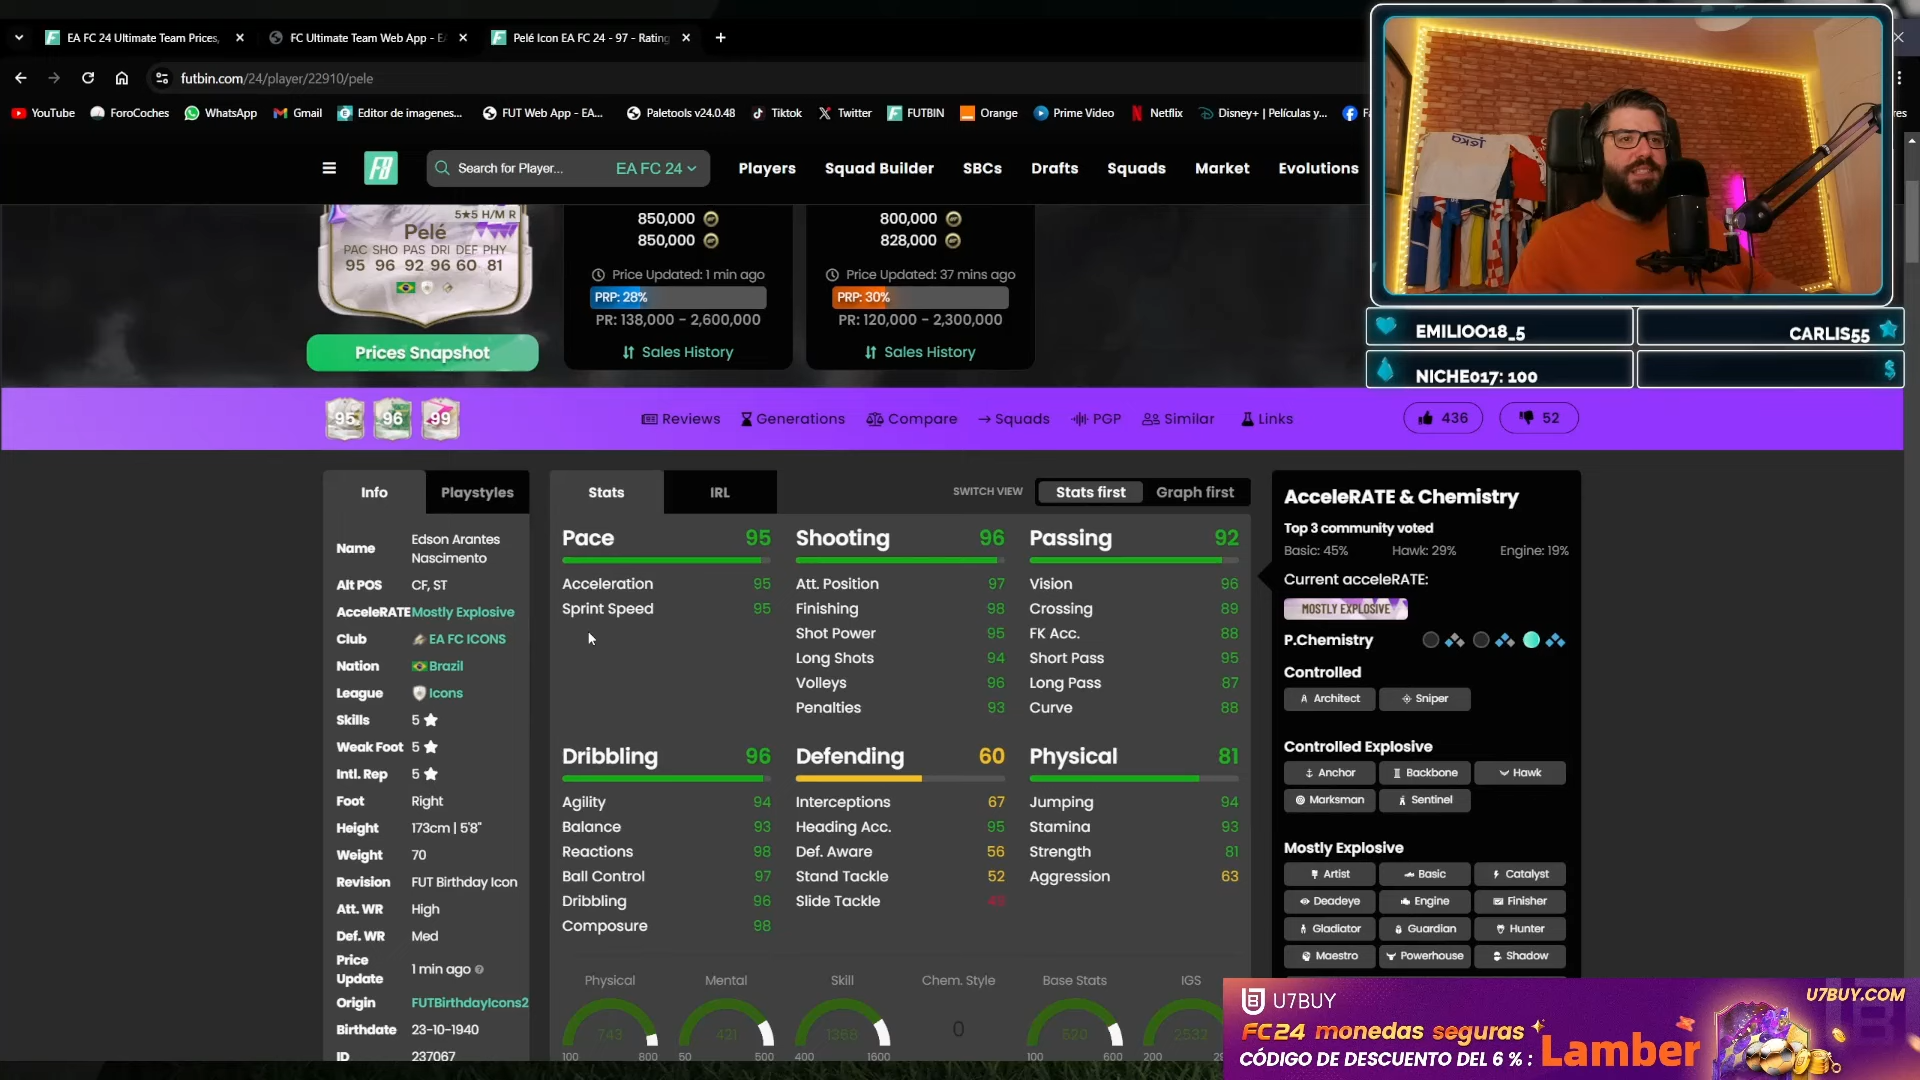 EA FC 24 Ultimate Team Prices,
FC Ultimate Team Web App - E
Pelé Icon EA FC 24 - 97 - Rating
futbin.com/24/player/22910/pele
YouTube
ForoCoches
WhatsApp
Gmail
Editor de imagenes...
FUT Web App - EA...
Paletools v24.0.48
Tiktok
Twitter
FUTBIN
Orange
Prime Video
Netflix
Disney+ | Películas y...
Search for Player...
EA FC 24
Players
Squad Builder
SBCs
Drafts
Squads
Market
Evolutions
5★5 H/M R
Pelé
PAC SHO PAS DRI DEF PHY
95 96 92 96 60 81
Prices Snapshot
850,000
850,000
Price Updated: 1 min ago
PRP: 28%
PR: 138,000 - 2,600,000
Sales History
800,000
828,000
Price Updated: 37 mins ago
PRP: 30%
PR: 120,000 - 2,300,000
Sales History
EMILIOO18_5
CARLIS55
NICHE017: 100
95
96
99
Reviews
Generations
Compare
Squads
PGP
Similar
Links
436
52
Info
Playstyles
Name Edson Arantes
Nascimento
Alt POS CF, ST
AcceleRATE Mostly Explosive
Club EA FC ICONS
Nation Brazil
League Icons
Skills 5 ★
Weak Foot 5 ★
Intl. Rep 5 ★
Foot Right
Height 173cm | 5'8"
Weight 70
Revision FUT Birthday Icon
Att. WR High
Def. WR Med
Price
Update 1 min ago
Origin FUTBirthdayIcons2
Birthdate 23-10-1940
ID 237067
Stats
IRL
SWITCH VIEW
Stats first
Graph first
Pace 95
Acceleration 95
Sprint Speed 95
Shooting 96
Att. Position 97
Finishing 98
Shot Power 95
Long Shots 94
Volleys 96
Penalties 93
Passing 92
Vision 96
Crossing 89
FK Acc. 88
Short Pass 95
Long Pass 87
Curve 88
Dribbling 96
Agility 94
Balance 93
Reactions 98
Ball Control 97
Dribbling 96
Composure 98
Defending 60
Interceptions 67
Heading Acc. 95
Def. Aware 56
Stand Tackle 52
Slide Tackle
Physical 81
Jumping 94
Stamina 93
Strength 81
Aggression 63
Physical
743
100 800
Mental
421
50 500
Skill
1368
400 1600
Chem. Style
0
Base Stats
520
100 600
IGS
2532
200
AcceleRATE & Chemistry
Top 3 community voted
Basic: 45% Hawk: 29% Engine: 19%
Current acceleRATE:
MOSTLY EXPLOSIVE
P.Chemistry
Controlled
Architect
Sniper
Controlled Explosive
Anchor
Backbone
Hawk
Marksman
Sentinel
Mostly Explosive
Artist
Basic
Catalyst
Deadeye
Engine
Finisher
Gladiator
Guardian
Hunter
Maestro
Powerhouse
Shadow
U7BUY
U7BUY.COM
FC24 monedas seguras
CÓDIGO DE DESCUENTO DEL 6 % : Lamber